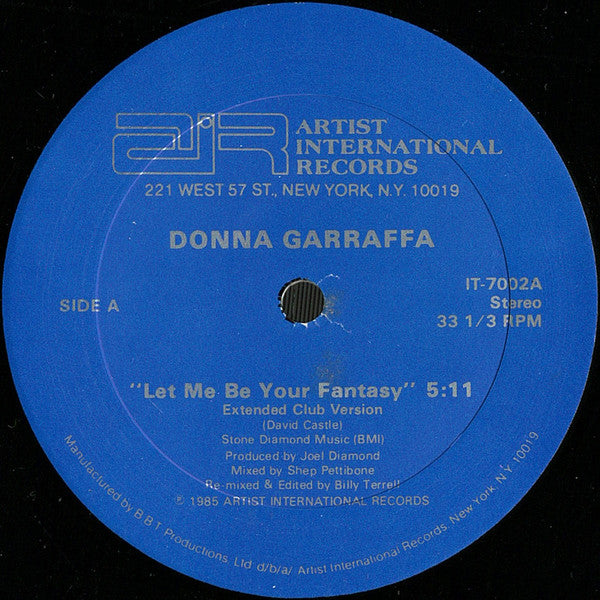 aiR
ARTIST
INTERNATIONAL
RECORDS
221 WEST 57 ST., NEW YORK, N.Y. 10019
DONNA GARRAFFA
SIDE A
IT-7002A
Stereo
33 1/3 RPM
"Let Me Be Your Fantasy" 5:11
Extended Club Version
(David Castle)
Stone Diamond Music (BMI)
Produced by Joel Diamond
Mixed by Shep Pettibone
Re-mixed & Edited by Billy Terrell
℗ 1985 ARTIST INTERNATIONAL RECORDS
Manufactured by B.B.T. Productions, Ltd d/b/a/ Artist International Records, New York, N.Y. 10019